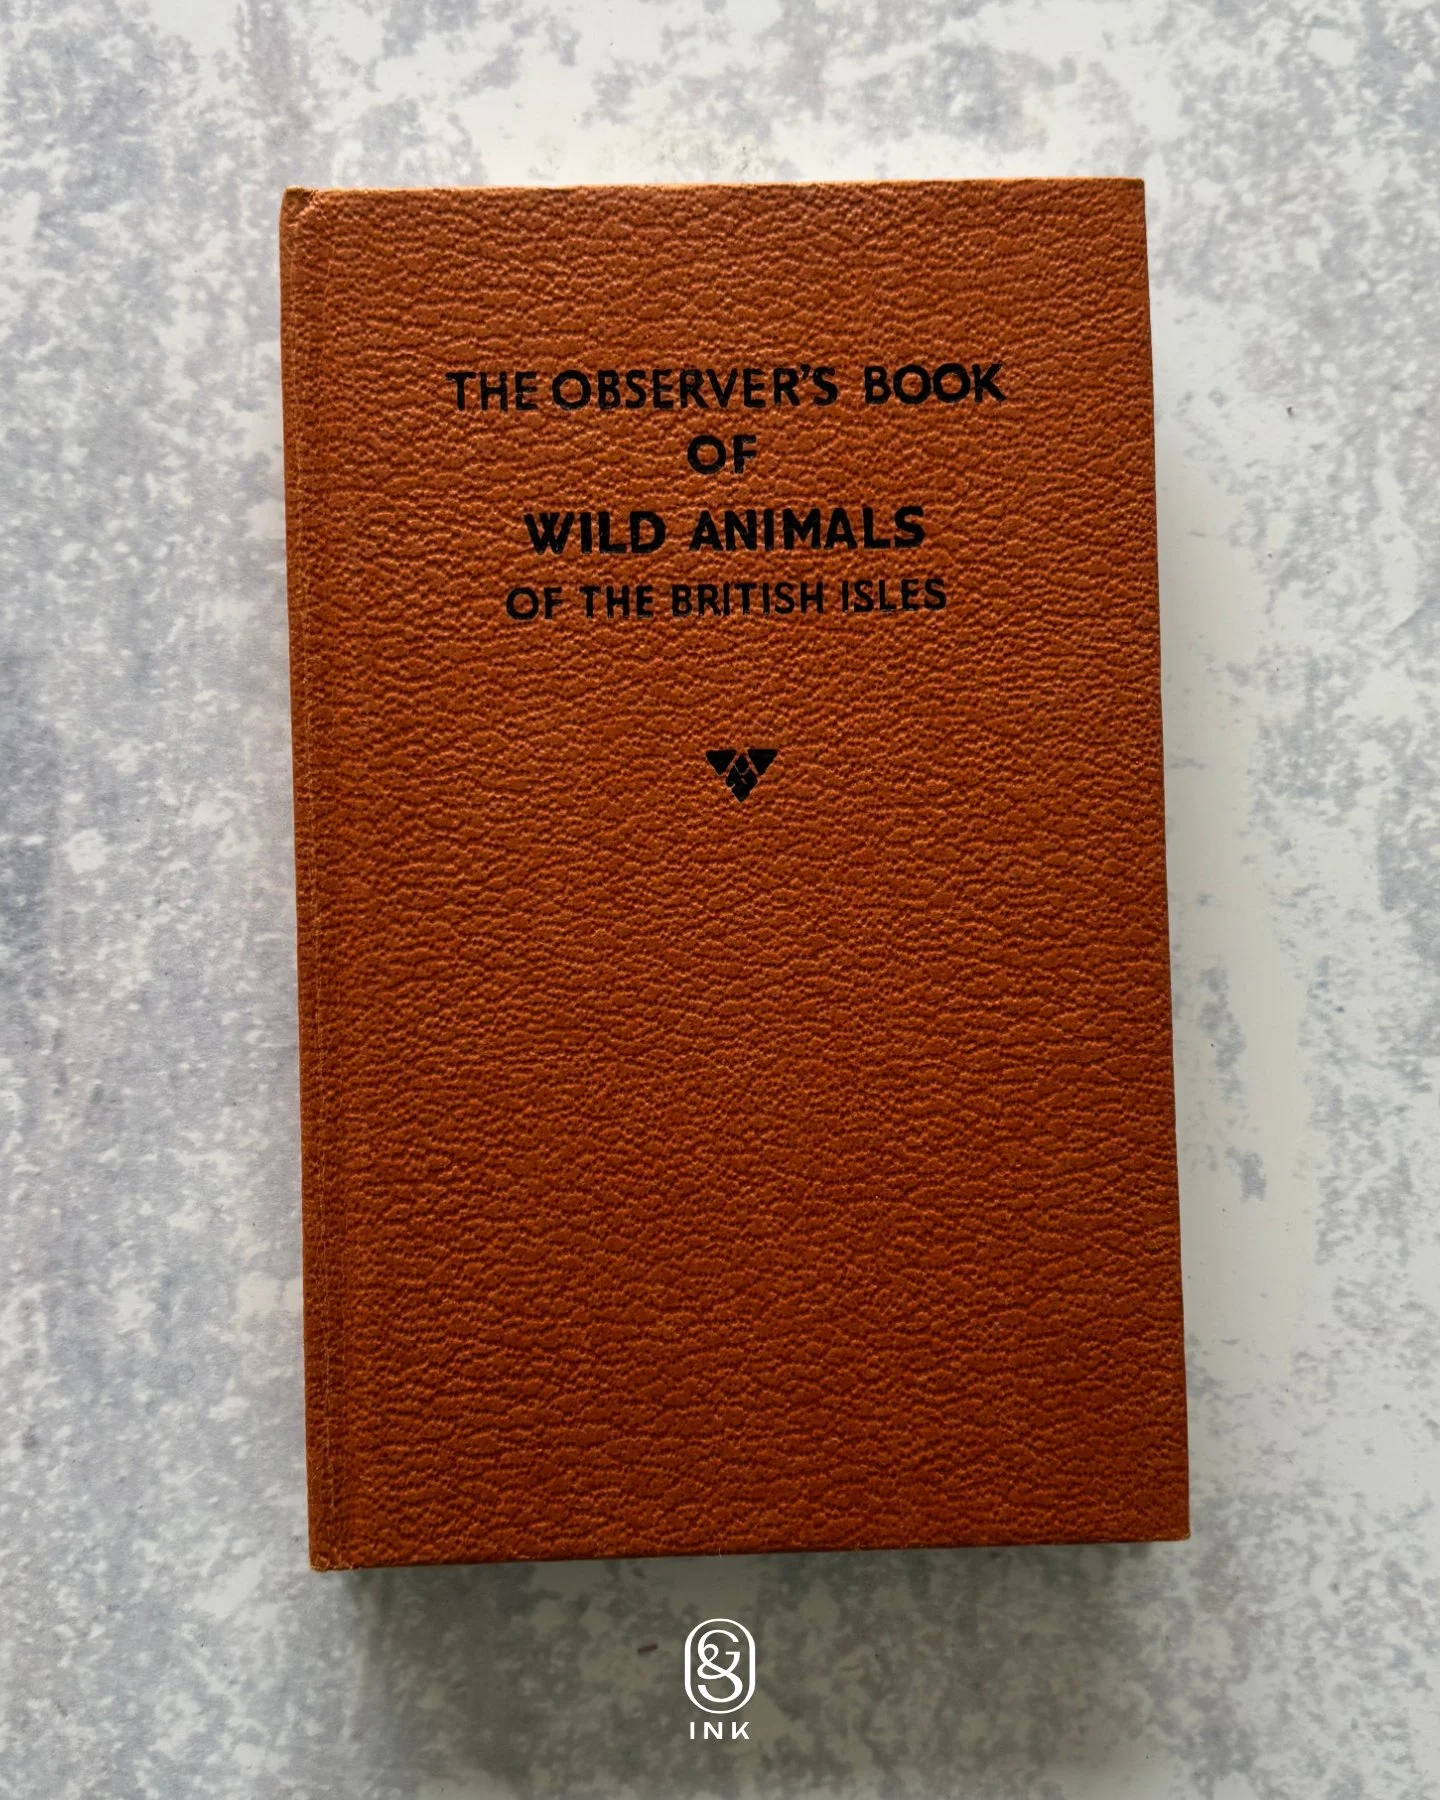 THE OBSERVER'S BOOK
OF
WILD ANIMALS
OF THE BRITISH ISLES
INK